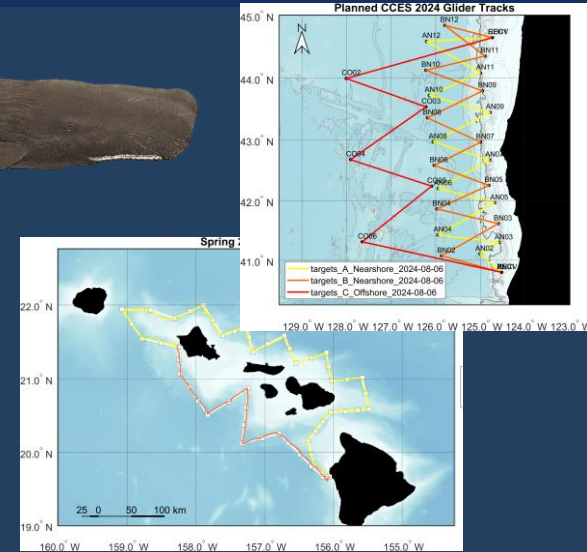 Planned CCES 2024 Glider Tracks
45.0° N
44.0° N
43.0° N
42.0° N
41.0° N
N
BN12
AN12
BN11
BN10
AN11
CO02
AN10
BN09
CO03
BN08
AN09
AN08
BN07
CO04
BN06
AN07
AN06
BN05
BN04
AN05
AN04
BN03
CO06
AN03
BN02
AN02
targets_A_Nearshore_2024-08-06
targets_B_Nearshore_2024-08-06
targets_C_Offshore_2024-08-06
129.0° W 128.0° W 127.0° W 126.0° W 125.0° W 124.0° W 123.0° W
Spring
22.0° N
21.0° N
20.0° N
19.0° N
25 0 50 100 km
160.0° W 159.0° W 158.0° W 157.0° W 156.0° W 155.0° W